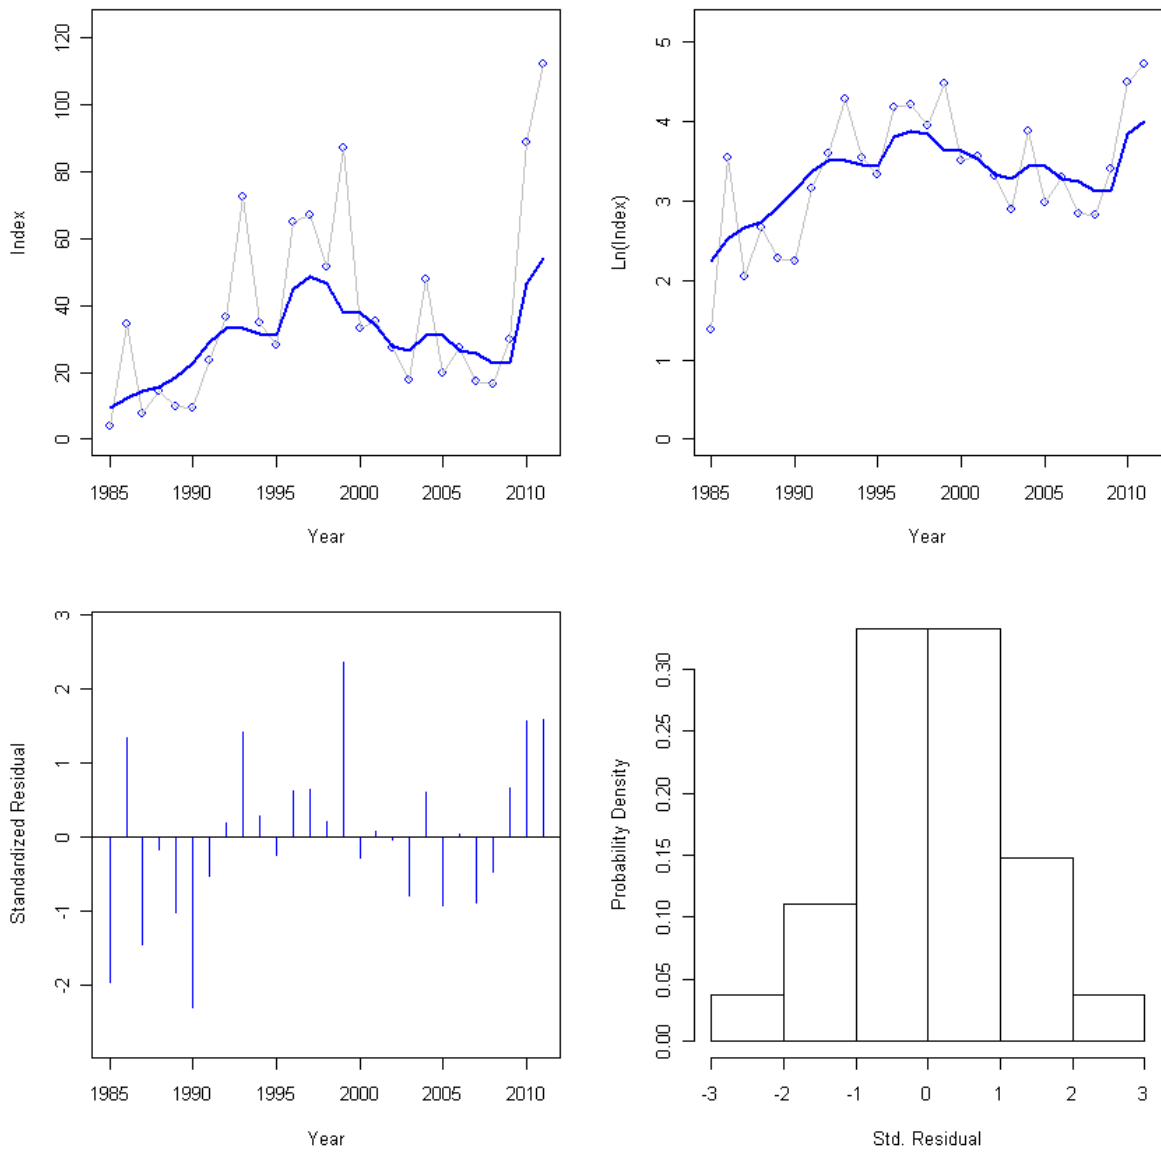 Index
120
100
80
60
40
20
0
1985 1990 1995 2000 2005 2010
Year
Ln(Index)
5
4
3
2
1
0
1985 1990 1995 2000 2005 2010
Year
Standardized Residual
3
2
1
0
-1
-2
1985 1990 1995 2000 2005 2010
Year
Probability Density
0.30
0.25
0.20
0.15
0.10
0.05
0.00
-3 -2 -1 0 1 2 3
Std. Residual